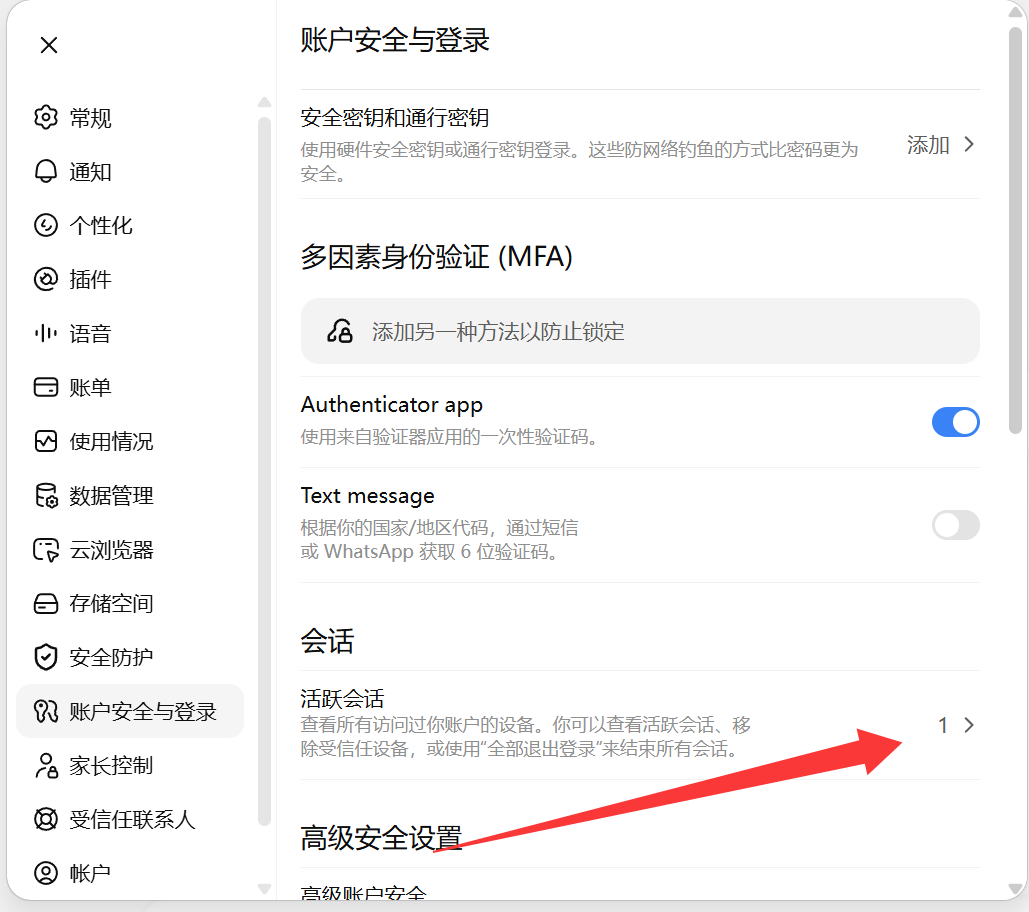 账户安全与登录
常规
通知
个性化
插件
语音
账单
使用情况
数据管理
云浏览器
存储空间
安全防护
账户安全与登录
家长控制
受信任联系人
帐户
安全密钥和通行密钥
使用硬件安全密钥或通行密钥登录。这些防网络钓鱼的方式比密码更为
安全。
添加
多因素身份验证 (MFA)
添加另一种方法以防止锁定
Authenticator app
使用来自验证器应用的一次性验证码。
Text message
根据你的国家/地区代码，通过短信
或 WhatsApp 获取 6 位验证码。
会话
活跃会话
查看所有访问过你账户的设备。你可以查看活跃会话、移
除受信任设备，或使用“全部退出登录”来结束所有会话。
1
高级安全设置
高级账户安全